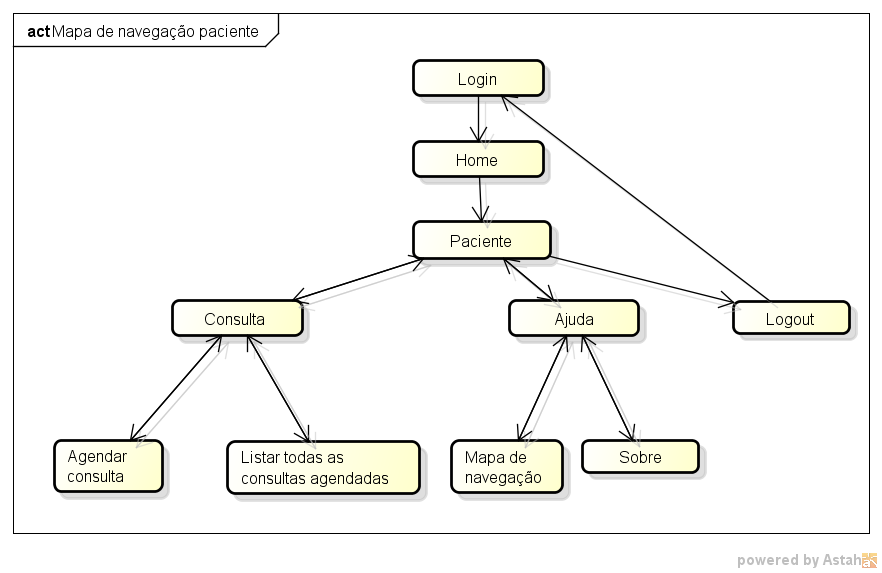 act Mapa de navegação paciente
Login
Home
Paciente
Consulta
Ajuda
Logout
Agendar
consulta
Listar todas as
consultas agendadas
Mapa de
navegação
Sobre
powered by Astah